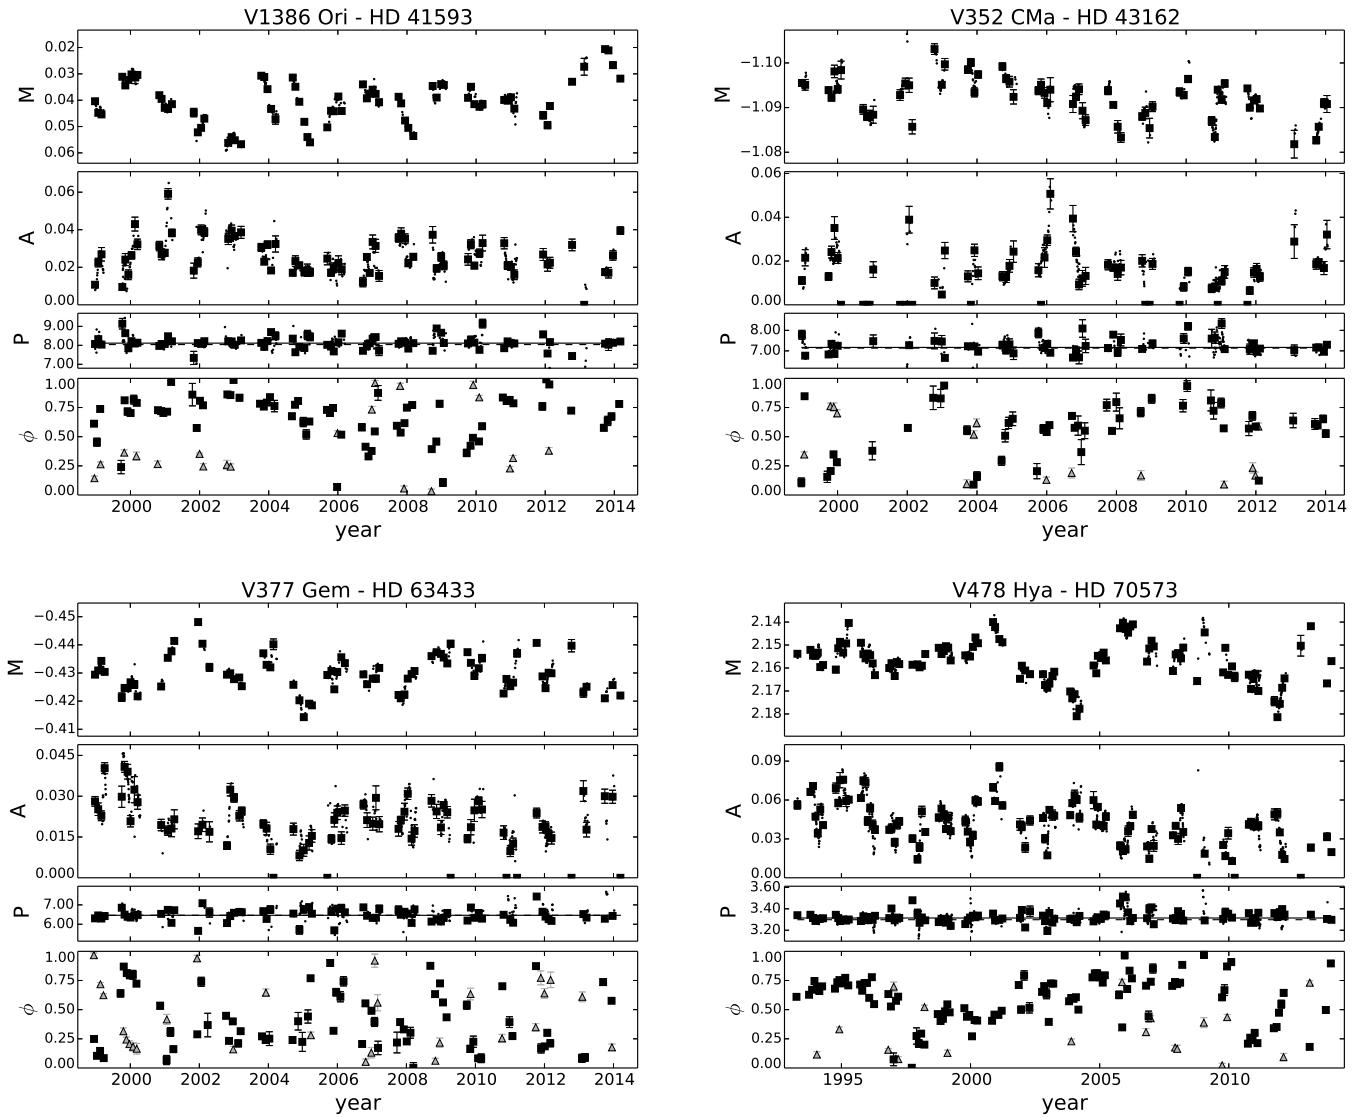 V1386 Ori - HD 41593
M
0.02
0.03
0.04
0.05
0.06
A
0.06
0.04
0.02
0.00
P
9.00
8.00
7.00
ϕ
1.00
0.75
0.50
0.25
0.00
2000 2002 2004 2006 2008 2010 2012 2014
year
V352 CMa - HD 43162
M
−1.10
−1.09
−1.08
A
0.06
0.04
0.02
0.00
P
8.00
7.00
ϕ
1.00
0.75
0.50
0.25
0.00
2000 2002 2004 2006 2008 2010 2012 2014
year
V377 Gem - HD 63433
M
−0.45
−0.44
−0.43
−0.42
−0.41
A
0.045
0.030
0.015
0.000
P
7.00
6.00
ϕ
1.00
0.75
0.50
0.25
0.00
2000 2002 2004 2006 2008 2010 2012 2014
year
V478 Hya - HD 70573
M
2.14
2.15
2.16
2.17
2.18
A
0.09
0.06
0.03
0.00
P
3.60
3.40
3.20
ϕ
1.00
0.75
0.50
0.25
0.00
1995 2000 2005 2010
year